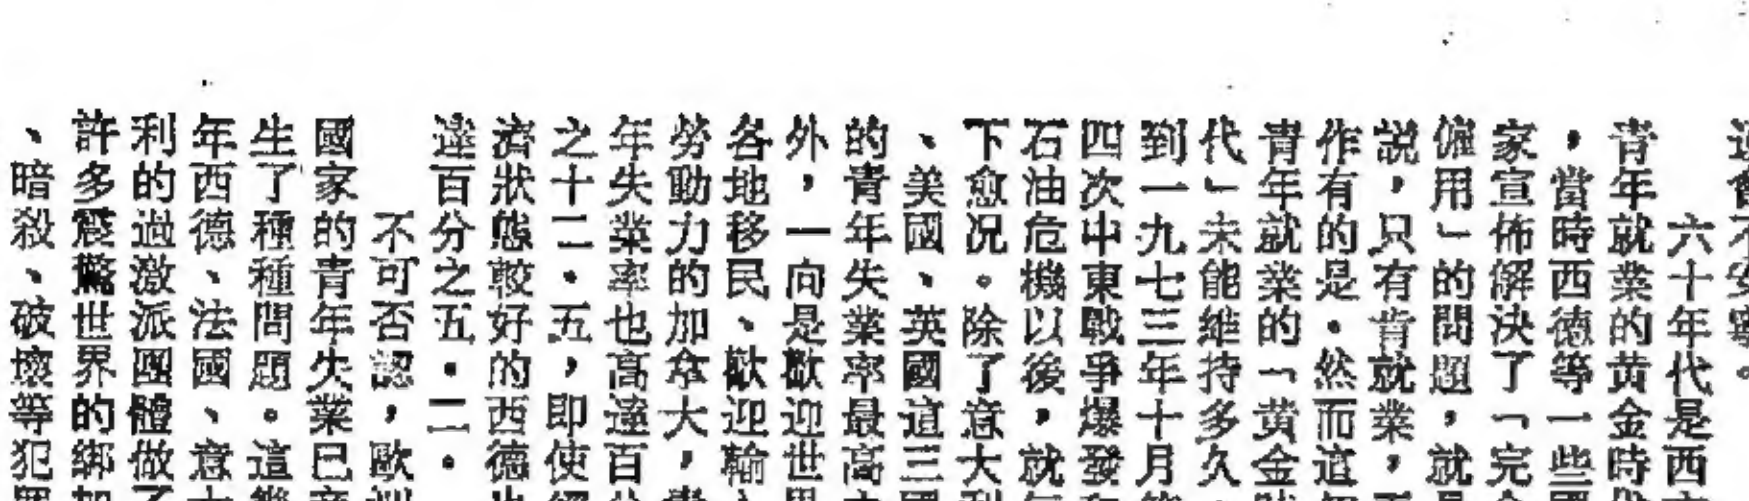 會不安寧。
六十年代是西
青年就業的黄金時
，當時西德等一些
家宣佈解決了「完
僱用」的問題，就
説，只有肯就業，
作有的是。然而這
青年就業的「黄金
代」未能維持多久，
到一九七三年十月
四次中東戰爭爆發
石油危機以後，就
下愈况。除了意大
、美國、英國這三
的青年失業率最高
外，一向是歡迎世
各地移民、歡迎輸
勞動力的加拿大，
年失業率也高達百
之十二．五，即使
濟狀態較好的西德
達百分之五．二．
不可否認，歐
國家的青年失業已
生了種種問題。這
年西德、法國、意
利的過激派團體做
許多震驚世界的綁
、暗殺、破壞等犯